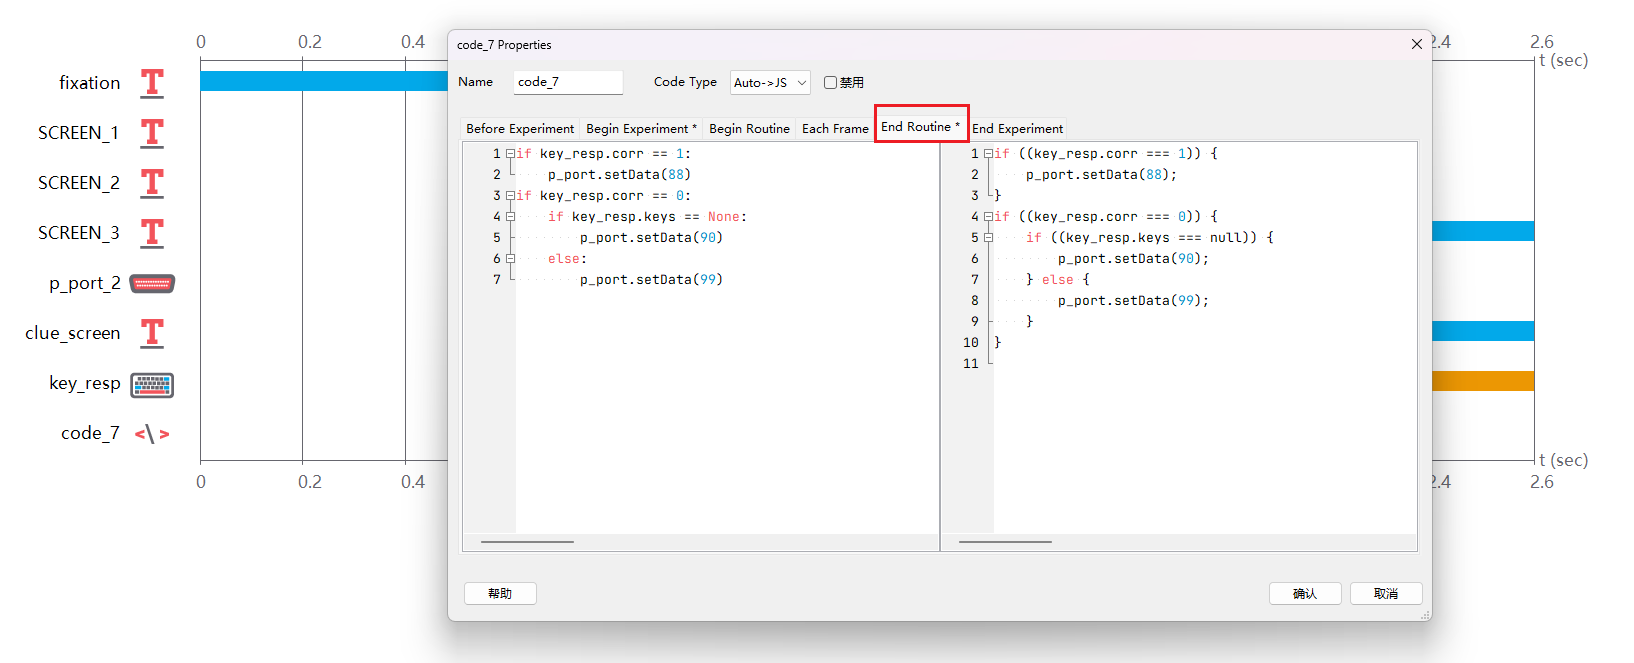 0 0.2 0.4 2.4 2.6
t (sec)
fixation
SCREEN_1
SCREEN_2
SCREEN_3
p_port_2
clue_screen
key_resp
code_7
0 0.2 0.4 2.4 2.6
t (sec)
code_7 Properties
Name code_7 Code Type Auto->JS 禁用
Before Experiment Begin Experiment * Begin Routine Each Frame End Routine * End Experiment
1 if key_resp.corr == 1:
2 p_port.setData(88)
3 if key_resp.corr == 0:
4 if key_resp.keys == None:
5 p_port.setData(90)
6 else:
7 p_port.setData(99)
1 if ((key_resp.corr === 1)) {
2 p_port.setData(88);
3 }
4 if ((key_resp.corr === 0)) {
5 if ((key_resp.keys === null)) {
6 p_port.setData(90);
7 } else {
8 p_port.setData(99);
9 }
10 }
11
帮助 确认 取消